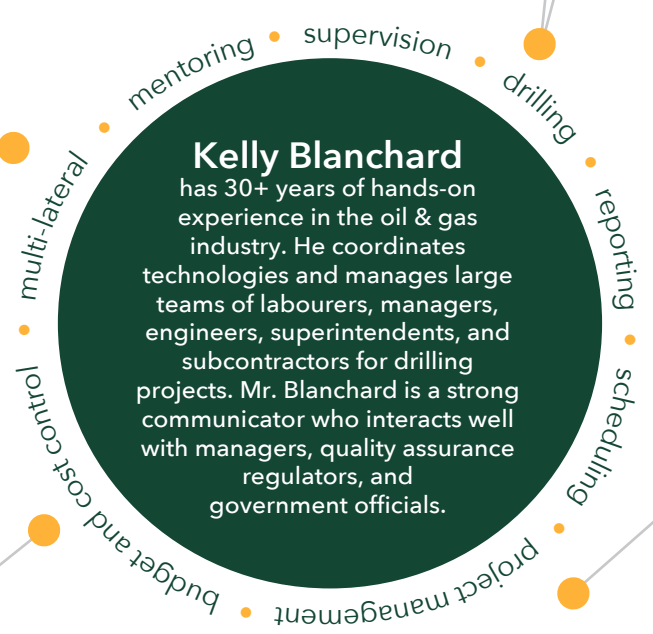 Kelly Blanchard
has 30+ years of hands-on
experience in the oil & gas
industry. He coordinates
technologies and manages large
teams of labourers, managers,
engineers, superintendents, and
subcontractors for drilling
projects. Mr. Blanchard is a strong
communicator who interacts well
with managers, quality assurance
regulators, and
government officials.
supervision
drilling
reporting
scheduling
project management
budget and cost control
multi-lateral
mentoring